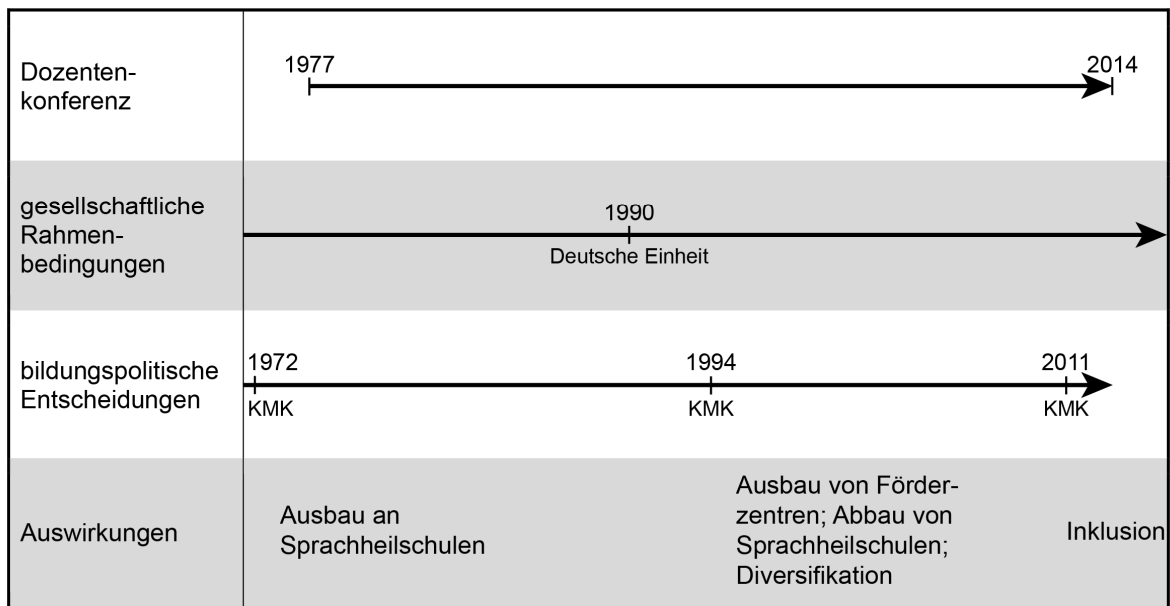 Dozenten-
konferenz
1977
2014
gesellschaftliche
Rahmen-
bedingungen
1990
Deutsche Einheit
bildungspolitische
Entscheidungen
1972
KMK
1994
KMK
2011
KMK
Auswirkungen
Ausbau an
Sprachheilschulen
Ausbau von Förder-
zentren; Abbau von
Sprachheilschulen;
Diversifikation
Inklusion